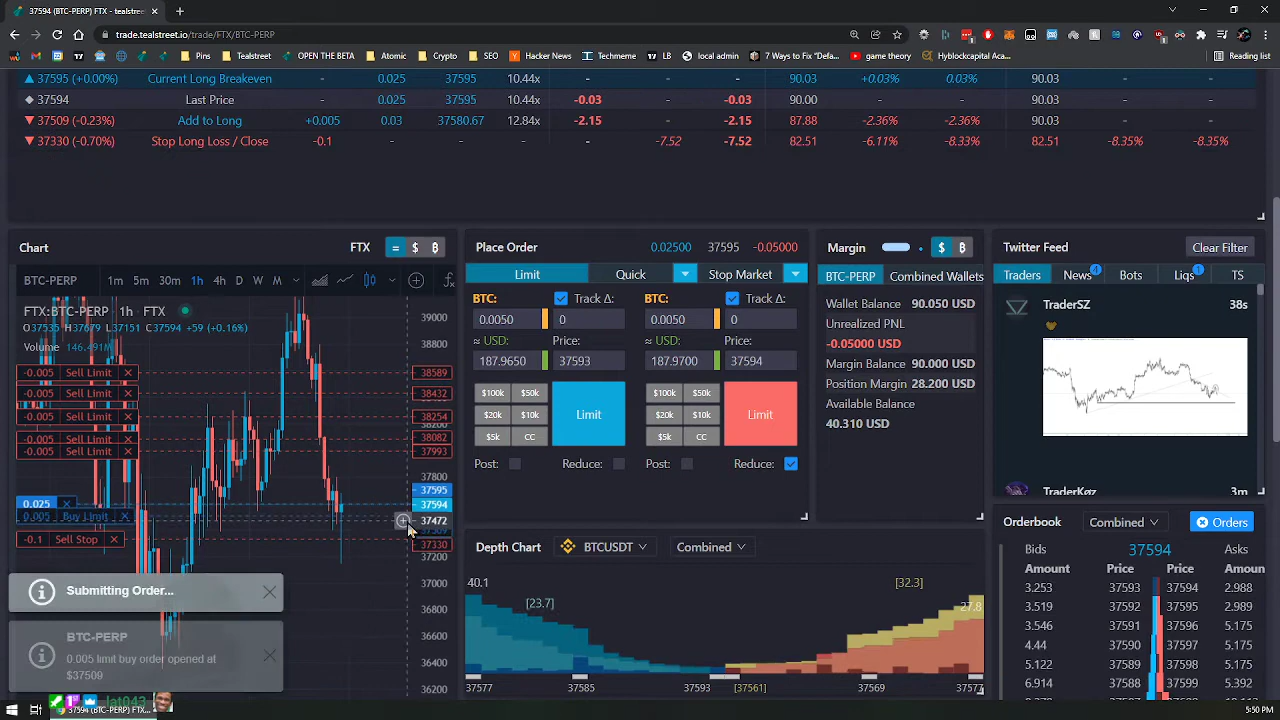 37594 (BTC-PERP) FTX - tealstreet
trade.tealstreet.io/trade/FTX/BTC-PERP
Pins Tealstreet OPEN THE BETA Atomic Crypto SEO Hacker News Techmeme LB local admin 7 Ways to Fix "Defa... game theory Hyblockcapital Aca... Reading list
37595 (+0.00%) Current Long Breakeven - 0.025 37595 10.44x - - - 90.03 +0.03% 0.03% 90.03 - -
37594 Last Price 0.025 37595 10.44x -0.03 - -0.03 90.00 - - 90.03 - -
37509 (-0.23%) Add to Long +0.005 0.03 37580.67 12.84x -2.15 - -2.15 87.88 -2.36% -2.36% 90.03 - -
37330 (-0.70%) Stop Long Loss / Close -0.1 - - - - -7.52 -7.52 82.51 -6.11% -8.33% 82.51 -8.35% -8.35%
Chart FTX = $ ₿
BTC-PERP 1m 5m 30m 1h 4h D W M
FTX:BTC-PERP 1h FTX
O37535 H37679 L37151 C37594 +59 (+0.16%)
Volume 146.491M
-0.005 Sell Limit
-0.005 Sell Limit
-0.005 Sell Limit
-0.005 Sell Limit
-0.005 Sell Limit
0.025
0.005 Buy Limit
-0.1 Sell Stop
39000
38800
38589
38432
38254
38082
37993
37800
37595
37594
37472
37330
37200
37000
36800
36600
36400
36200
Submitting Order...
BTC-PERP
0.005 limit buy order opened at
$37509
lat043
Place Order 0.02500 37595 -0.05000
Limit Quick Stop Market
BTC: Track Δ: BTC: Track Δ:
0.0050 0 0.0050 0
≈ USD: Price: ≈ USD: Price:
187.9650 37593 187.9700 37594
$100k $50k $100k $50k
$20k $10k Limit $20k $10k Limit
$5k CC $5k CC
Post: Reduce: Post: Reduce:
Depth Chart BTCUSDT Combined
40.1 [32.3]
[23.7] 27.8
37577 37585 37593 [37561] 37569
Margin $ ₿
BTC-PERP Combined Wallets
Wallet Balance 90.050 USD
Unrealized PNL
-0.05000 USD
Margin Balance 90.000 USD
Position Margin 28.200 USD
Available Balance
40.310 USD
Twitter Feed Clear Filter
Traders News 4 Bots Liqs 1 TS
TraderSZ 38s
TraderKoz 3m
Orderbook Combined Orders
Bids 37594 Asks
Amount Price Price Amount
3.253 37593 37594 2.988
3.519 37592 37595 2.989
3.546 37591 37596 5.175
4.44 37590 37597 5.175
5.122 37589 37598 5.175
6.914 37588 37599 5.175
5:50 PM